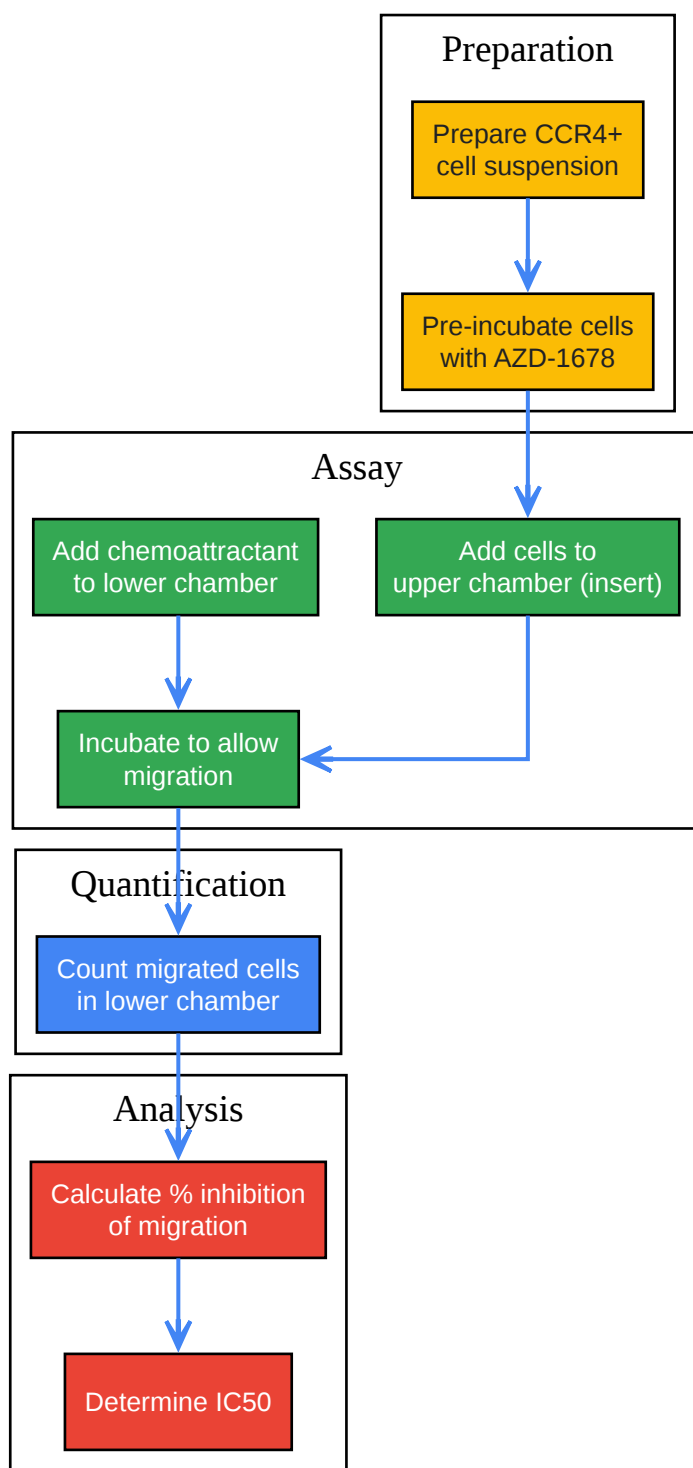 Preparation
Prepare CCR4+
cell suspension
Pre-incubate cells
with AZD-1678
Assay
Add chemoattractant
to lower chamber
Add cells to
upper chamber (insert)
Incubate to allow
migration
Quantification
Count migrated cells
in lower chamber
Analysis
Calculate % inhibition
of migration
Determine IC50